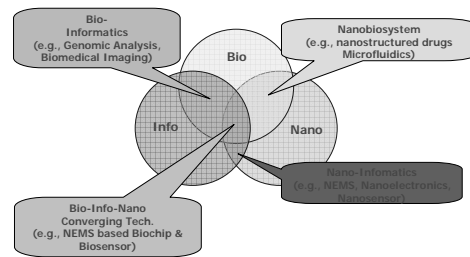 Bio-
Informatics
(e.g., Genomic Analysis,
Biomedical Imaging)
Nanobiosystem
(e.g., nanostructured drugs
Microfluidics)
Bio
Info
Nano
Nano-Infomatics
(e.g., NEMS, Nanoelectronics,
Nanosensor)
Bio-Info-Nano
Converging Tech.
(e.g., NEMS based Biochip &
Biosensor)